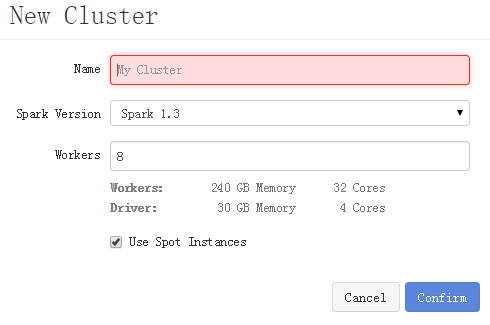 New Cluster
Name My Cluster
Spark Version Spark 1.3
Workers 8
Workers: 240 GB Memory 32 Cores
Driver: 30 GB Memory 4 Cores
Use Spot Instances
Cancel Confirm